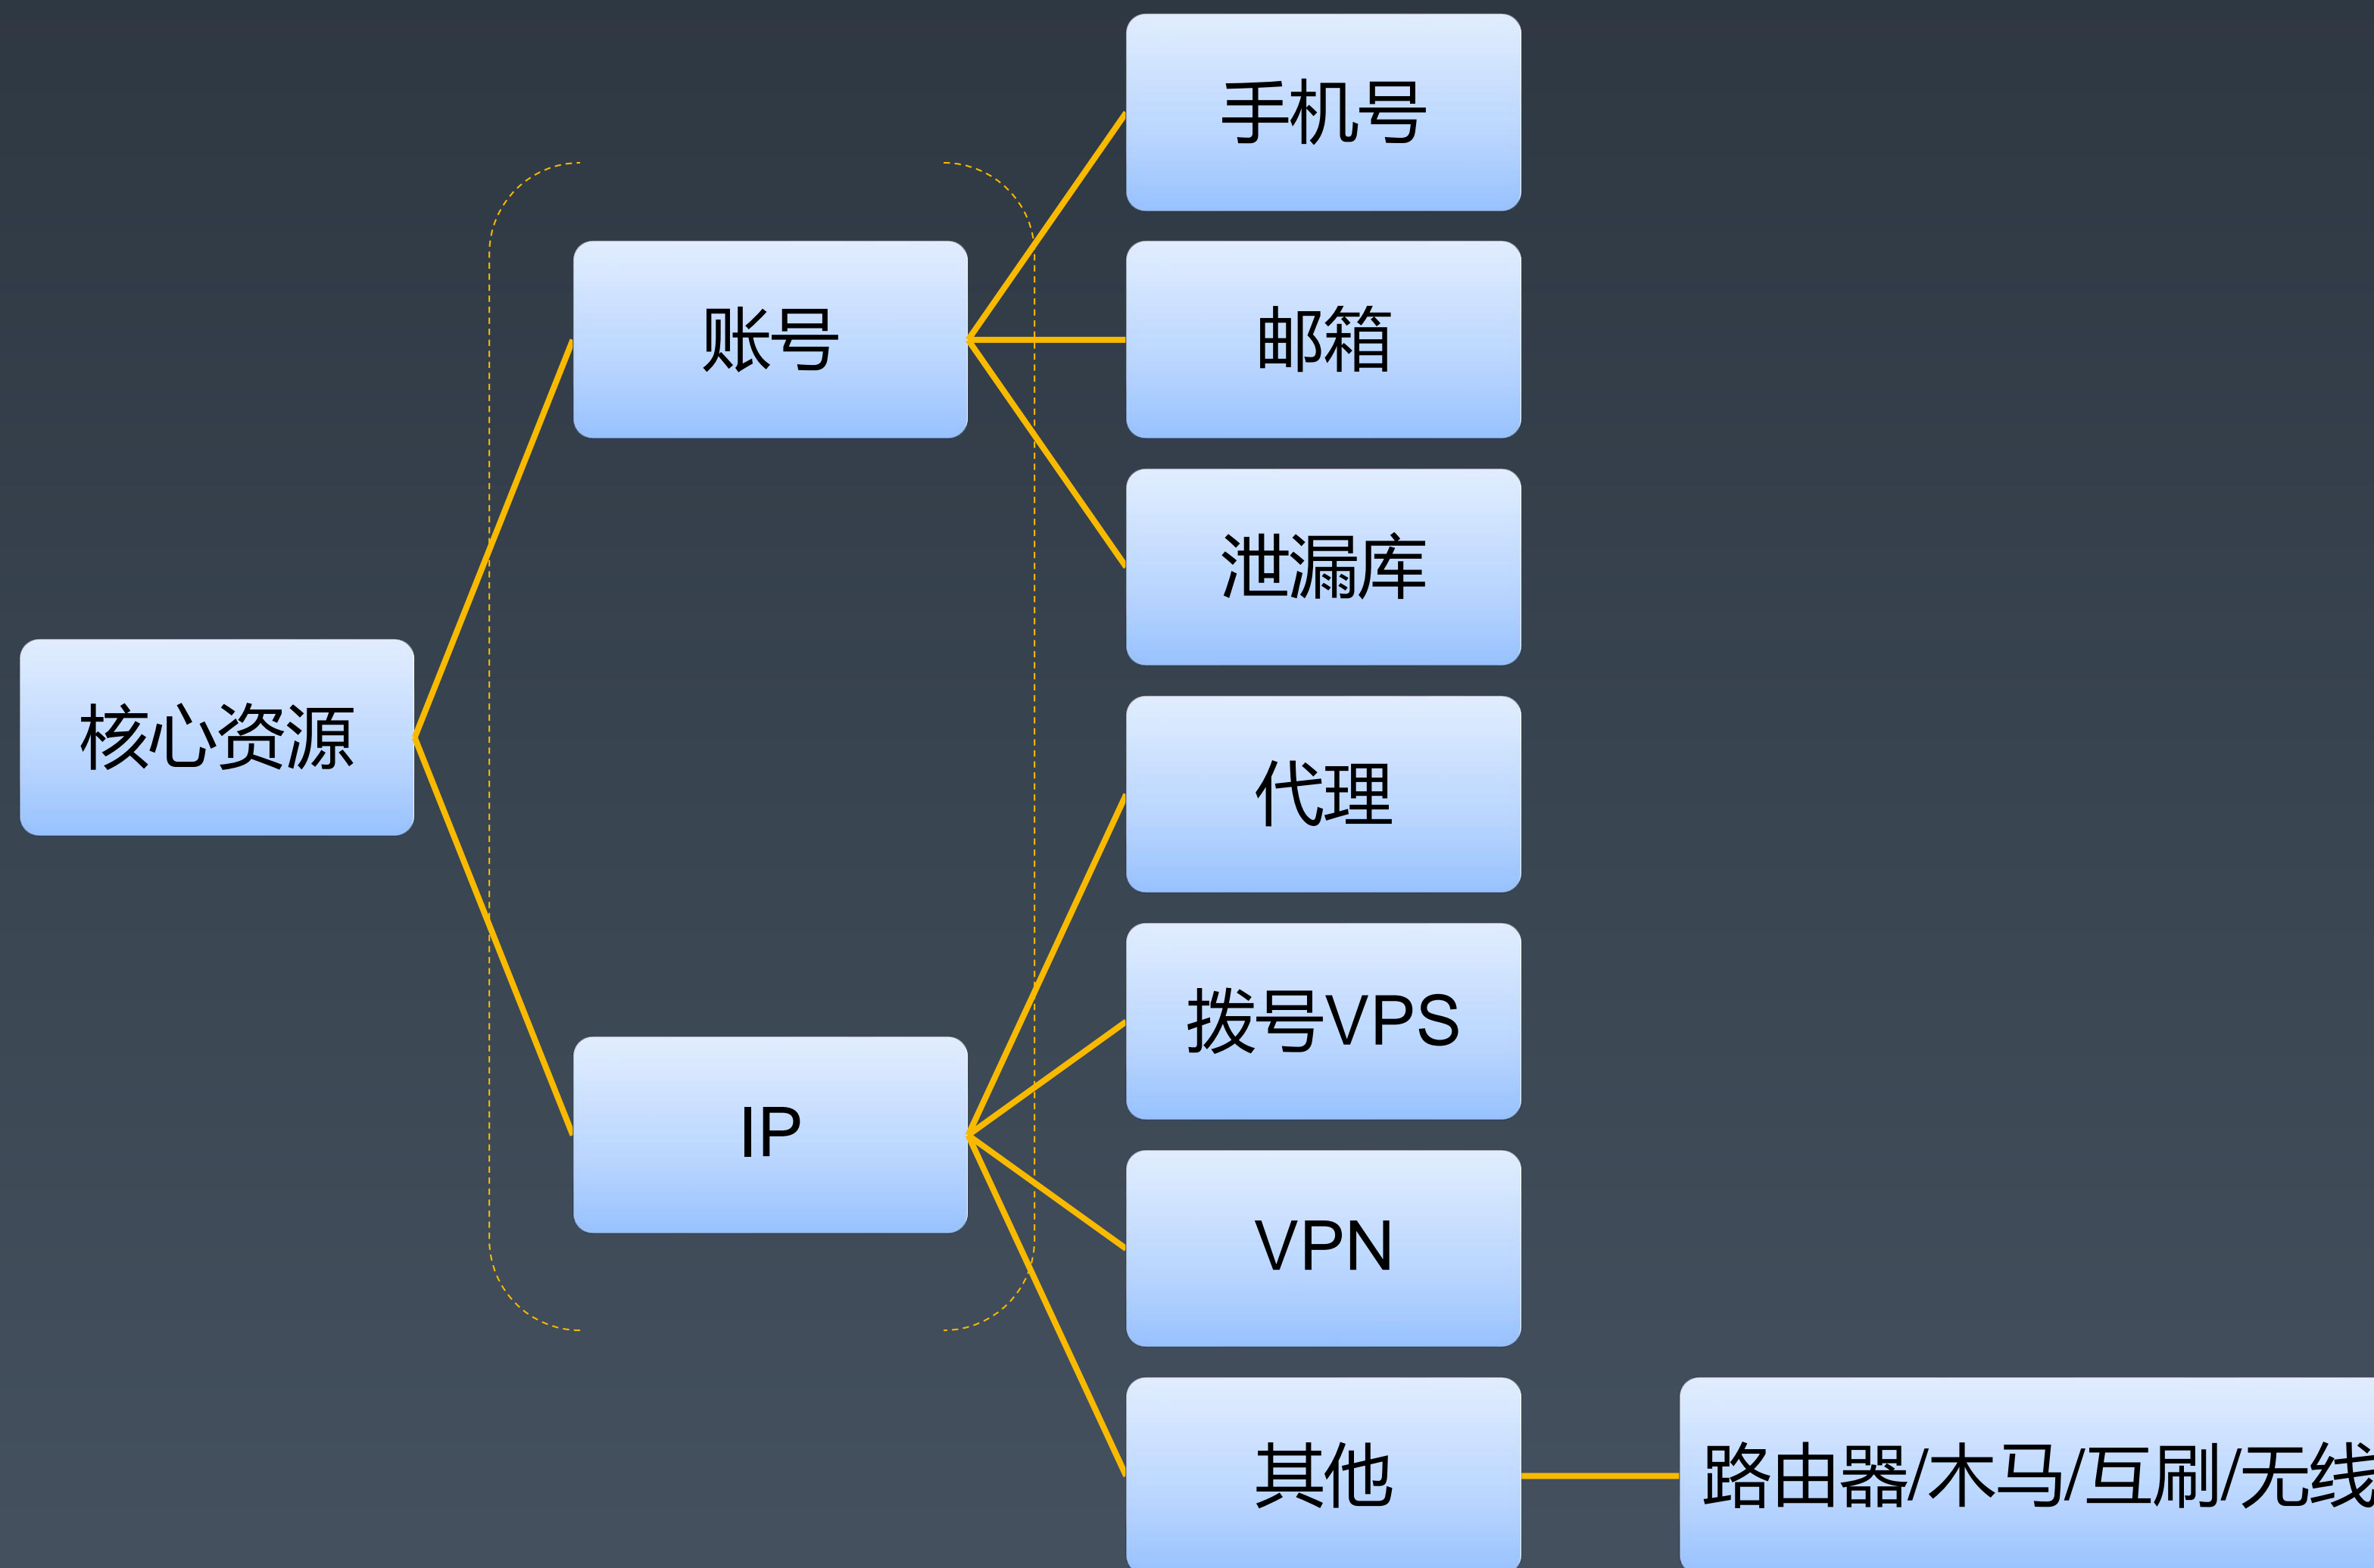 手机号
账号
邮箱
泄漏库
核心资源
代理
拨号VPS
IP
VPN
其他
路由器/木马/互刷/无线